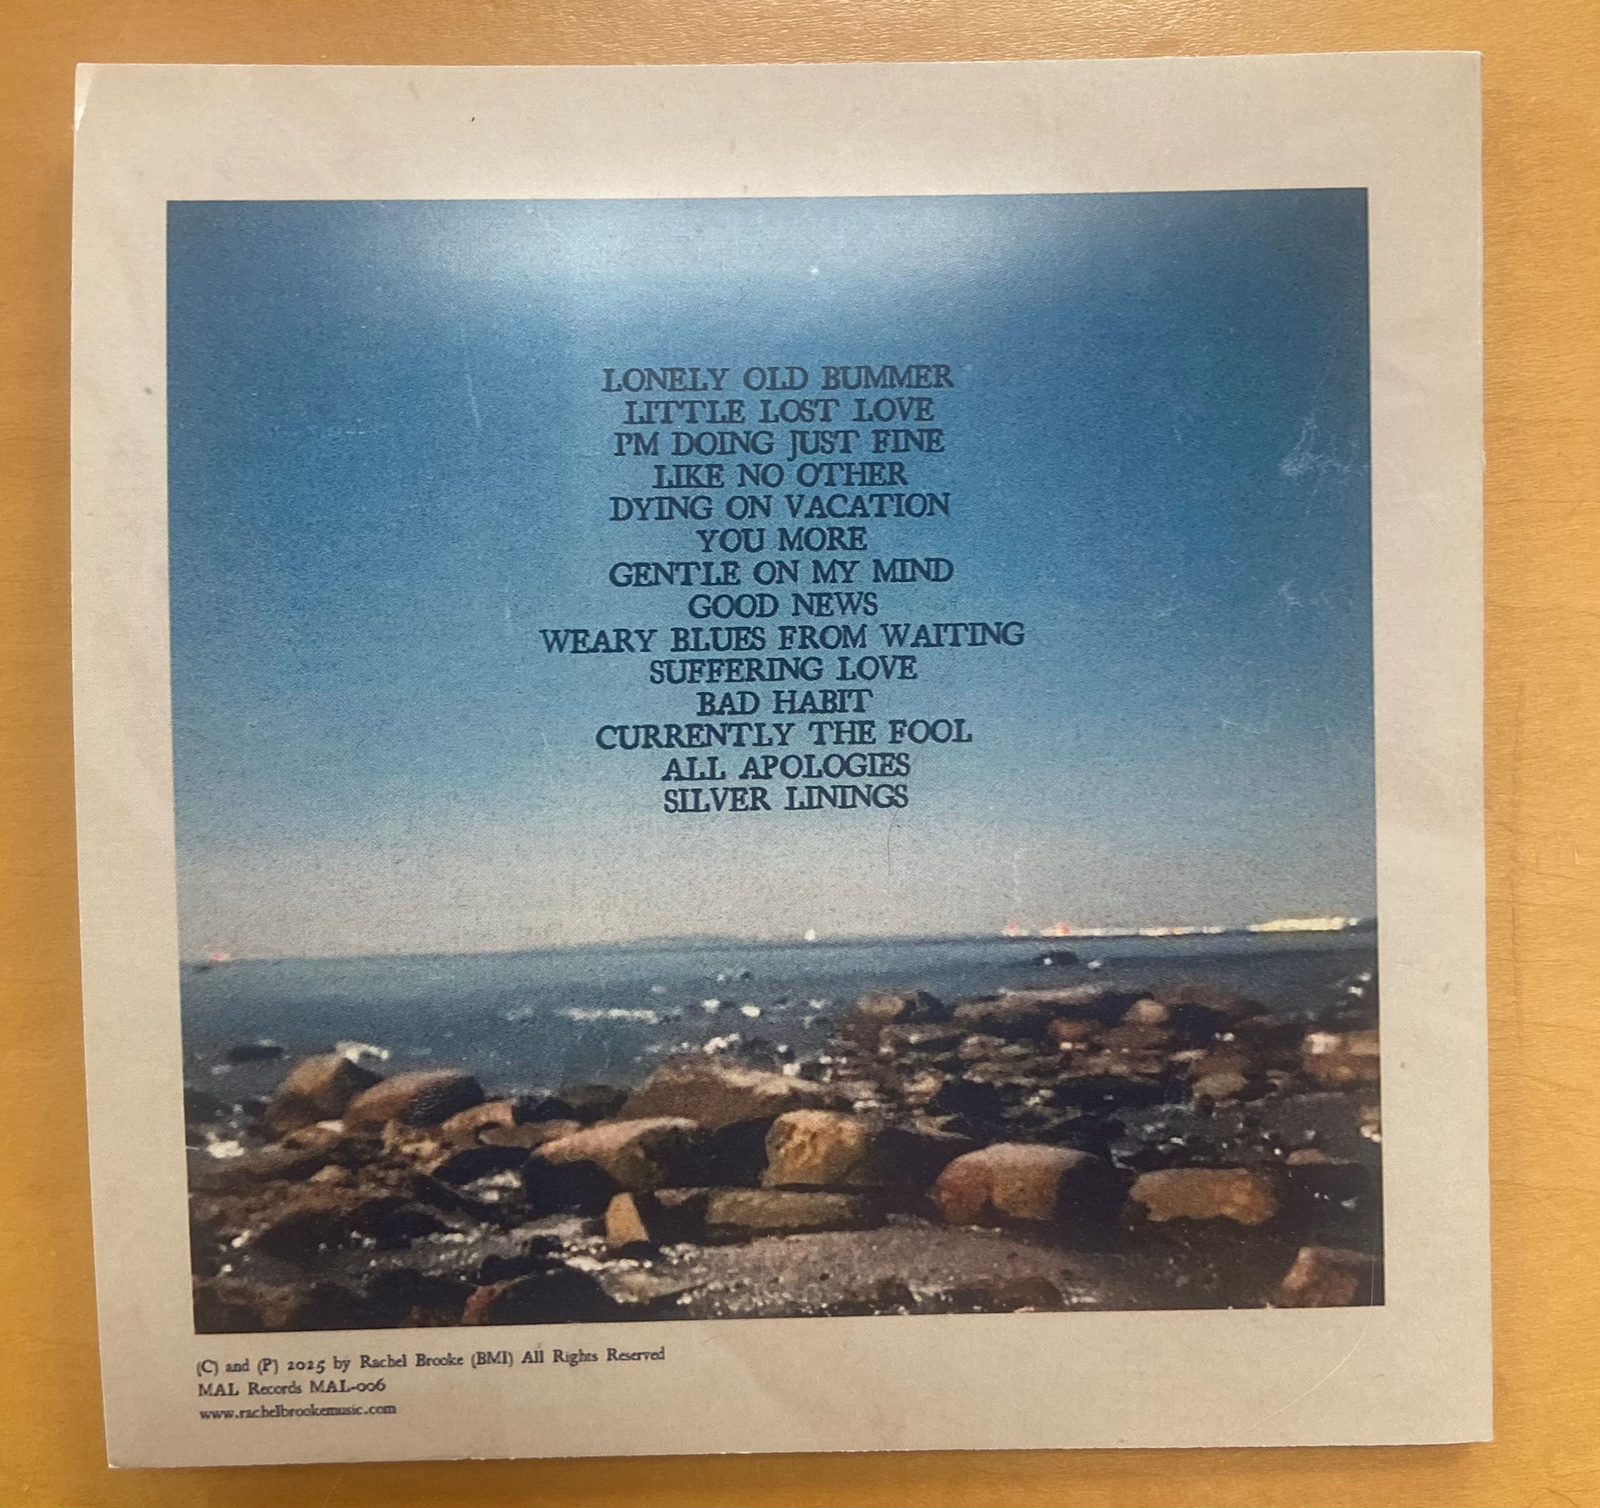 LONELY OLD BUMMER
LITTLE LOST LOVE
I'M DOING JUST FINE
LIKE NO OTHER
DYING ON VACATION
YOU MORE
GENTLE ON MY MIND
GOOD NEWS
WEARY BLUES FROM WAITING
SUFFERING LOVE
BAD HABIT
CURRENTLY THE FOOL
ALL APOLOGIES
SILVER LININGS
(C) and (P) 2025 by Rachel Brooke (BMI) All Rights Reserved
MAL Records MAL-006
www.rachelbrookemusic.com